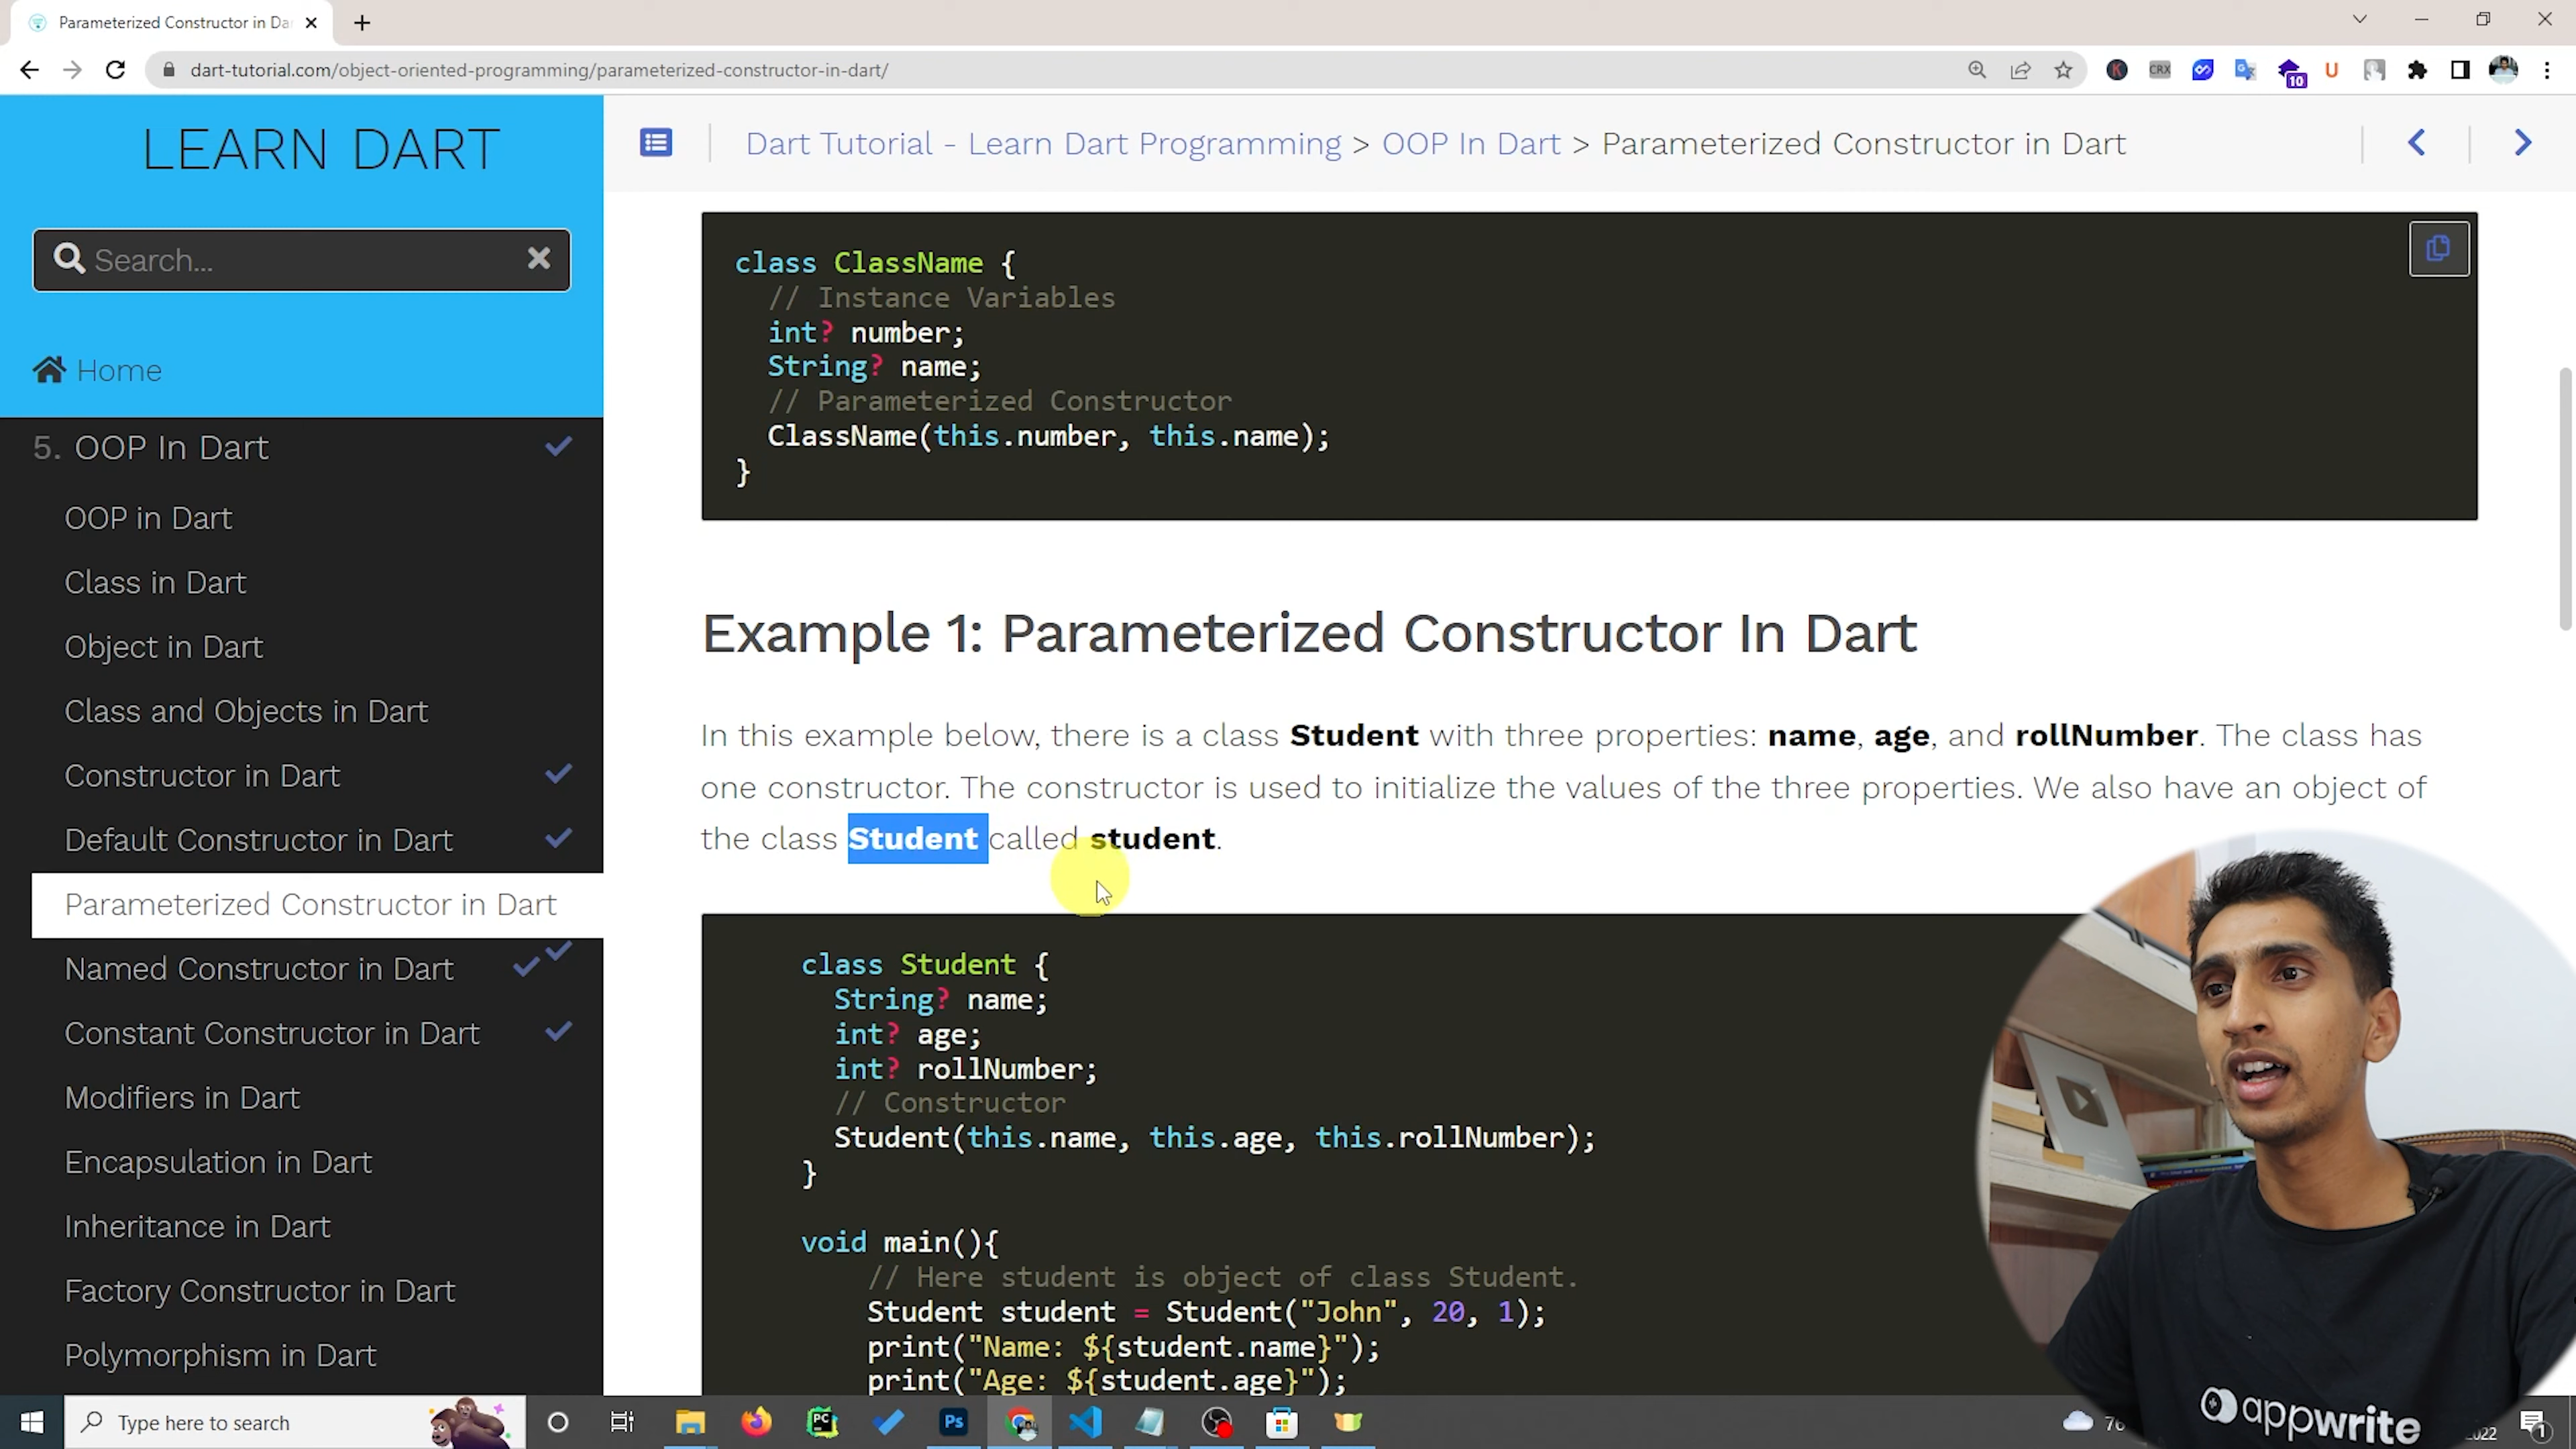 Parameterized Constructor in Da
dart-tutorial.com/object-oriented-programming/parameterized-constructor-in-dart/
CRX
U
10
LEARN DART
Search...
Home
5. OOP In Dart
OOP in Dart
Class in Dart
Object in Dart
Class and Objects in Dart
Constructor in Dart
Default Constructor in Dart
Parameterized Constructor in Dart
Named Constructor in Dart
Constant Constructor in Dart
Modifiers in Dart
Encapsulation in Dart
Inheritance in Dart
Factory Constructor in Dart
Polymorphism in Dart
Dart Tutorial - Learn Dart Programming > OOP In Dart > Parameterized Constructor in Dart
class ClassName {
// Instance Variables
int? number;
String? name;
// Parameterized Constructor
ClassName(this.number, this.name);
}
Example 1: Parameterized Constructor In Dart
In this example below, there is a class Student with three properties: name, age, and rollNumber. The class has
one constructor. The constructor is used to initialize the values of the three properties. We also have an object of
the class Student called student.
class Student {
String? name;
int? age;
int? rollNumber;
// Constructor
Student(this.name, this.age, this.rollNumber);
}
void main(){
// Here student is object of class Student.
Student student = Student("John", 20, 1);
print("Name: ${student.name}");
print("Age: ${student.age}");
appwrite
Type here to search
PC
Ps
76
2022
1